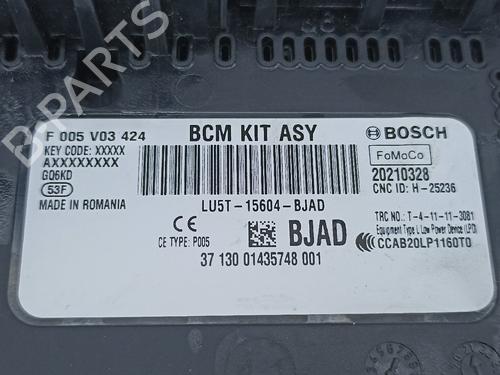 F 005 V03 424
BCM KIT ASY
BOSCH
KEY CODE: XXXXX
AXXXXXXXX
GQ6KD
53F
MADE IN ROMANIA
FoMoCo
20210328
CNC ID: H-25236
LU5T-15604-BJAD
CE
CE TYPE: P005
BJAD
TRC NO.: T-4-11-11-3081
Equipment Type I, Low Power Device (LPD)
CCAB20LP1160T0
37 130 01435748 001
B-PARTS